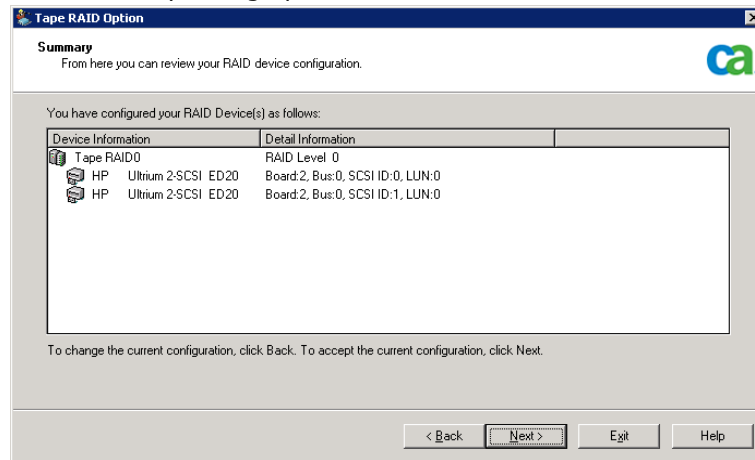 Tape RAID Option
Summary
From here you can review your RAID device configuration.
ca
You have configured your RAID Device(s) as follows:
Device Information Detail Information
Tape RAID0 RAID Level 0
HP Ultrium 2-SCSI ED20 Board:2, Bus:0, SCSI ID:0, LUN:0
HP Ultrium 2-SCSI ED20 Board:2, Bus:0, SCSI ID:1, LUN:0
To change the current configuration, click Back. To accept the current configuration, click Next.
< Back Next > Exit Help